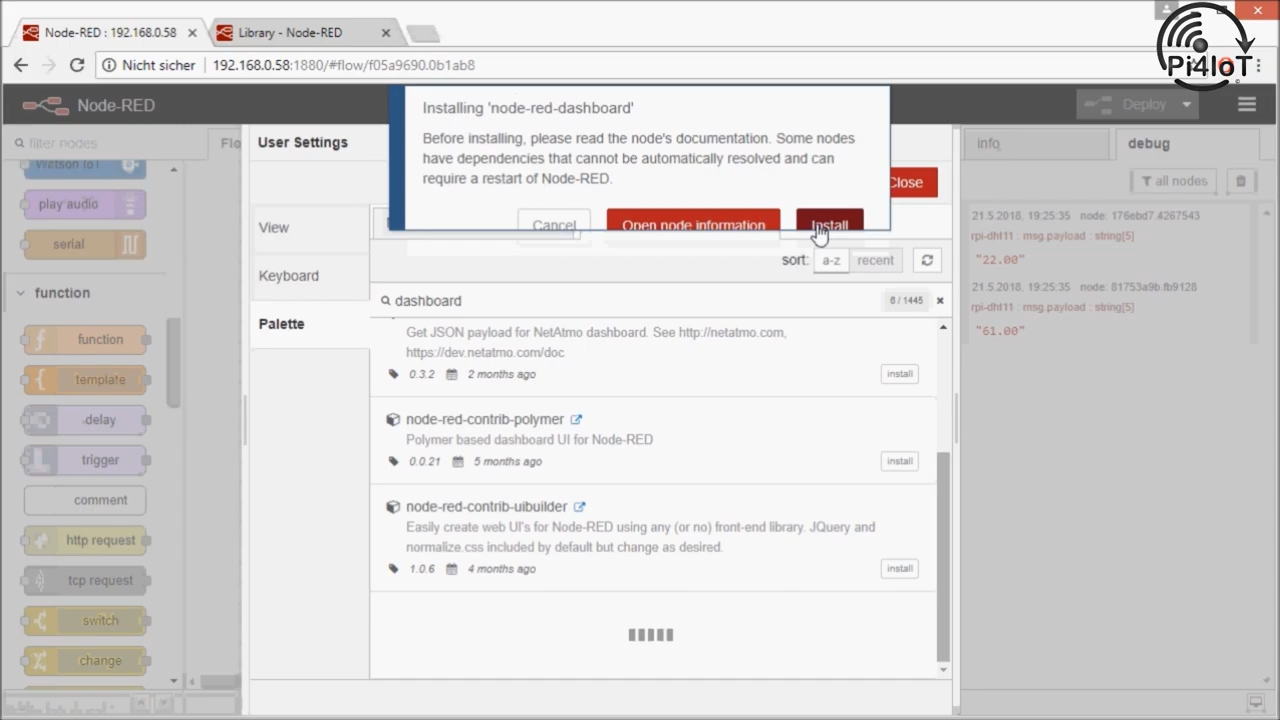 Node-RED : 192.168.0.58
Library - Node-RED
Pi4IoT
Nicht sicher
192.168.0.58:1880/#flow/f05a9690.0b1ab8
Node-RED
Deploy
filter nodes
Flo
Watson IoT
play audio
serial
function
function
template
delay
trigger
comment
http request
tcp request
switch
change
User Settings
Close
View
Keyboard
Palette
Installing 'node-red-dashboard'
Before installing, please read the node's documentation. Some nodes
have dependencies that cannot be automatically resolved and can
require a restart of Node-RED.
Cancel
Open node information
Install
sort:
a-z
recent
dashboard
6 / 1445
Get JSON payload for NetAtmo dashboard. See http://netatmo.com,
https://dev.netatmo.com/doc
0.3.2
2 months ago
install
node-red-contrib-polymer
Polymer based dashboard UI for Node-RED
0.0.21
5 months ago
install
node-red-contrib-uibuilder
Easily create web UI's for Node-RED using any (or no) front-end library. JQuery and
normalize.css included by default but change as desired.
1.0.6
4 months ago
install
info
debug
all nodes
21.5.2018, 19:25:35 node: 176ebd7.4267543
rpi-dht11 : msg.payload : string[5]
"22.00"
21.5.2018, 19:25:35 node: 81753a9b.fb9128
rpi-dht11 : msg.payload : string[5]
"61.00"